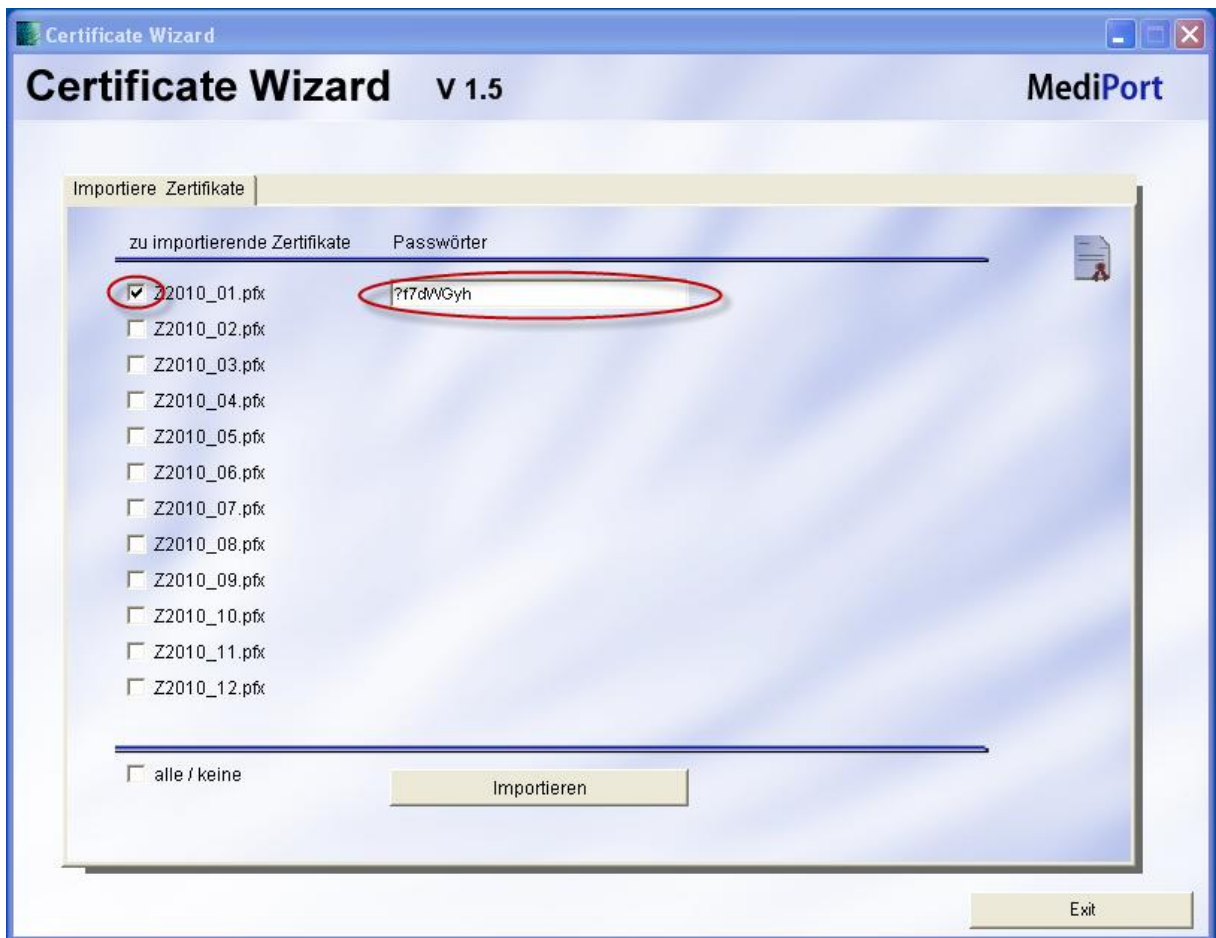 Certificate Wizard
Certificate Wizard V 1.5 MediPort
Importiere Zertifikate
zu importierende Zertifikate Passwörter
Z2010_01.pfx ?f7dWGyh
Z2010_02.pfx
Z2010_03.pfx
Z2010_04.pfx
Z2010_05.pfx
Z2010_06.pfx
Z2010_07.pfx
Z2010_08.pfx
Z2010_09.pfx
Z2010_10.pfx
Z2010_11.pfx
Z2010_12.pfx
alle / keine Importieren
Exit